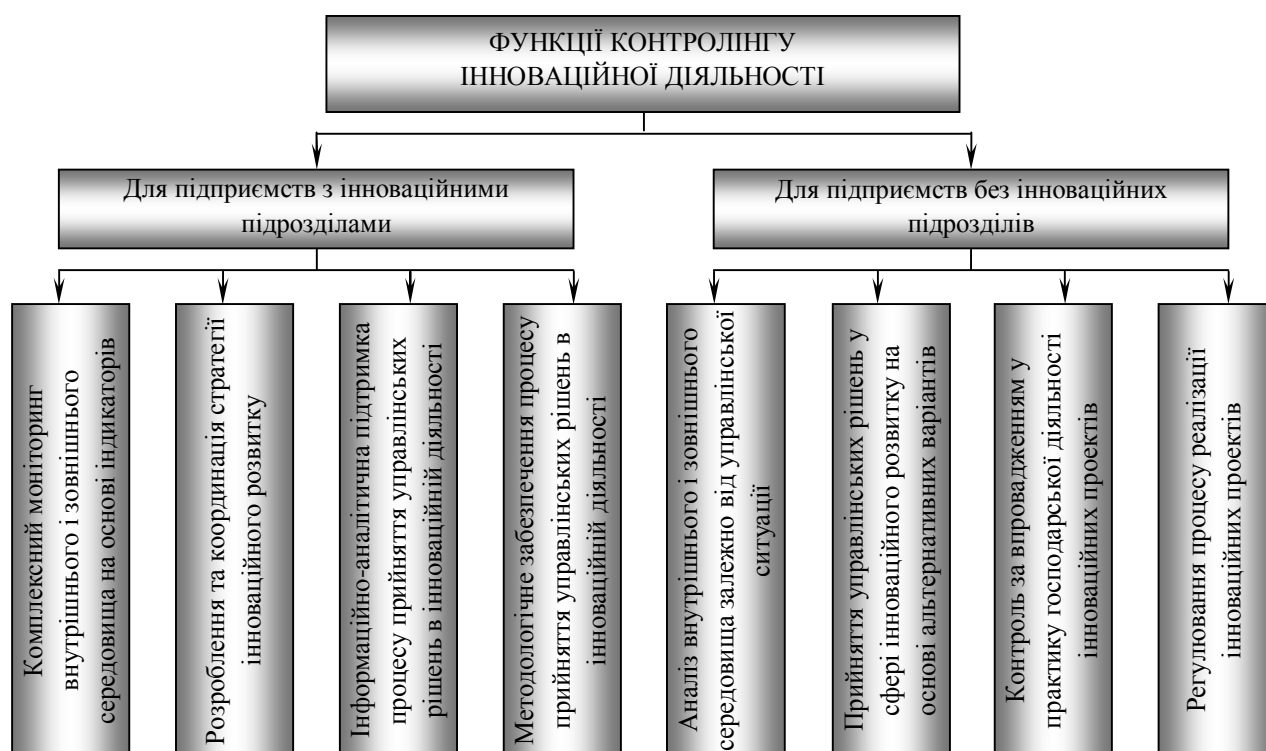 ФУНКЦІЇ КОНТРОЛІНГУ
ІННОВАЦІЙНОЇ ДІЯЛЬНОСТІ
Для підприємств з інноваційними
підрозділами
Для підприємств без інноваційних
підрозділів
Комплексний моніторинг
внутрішнього і зовнішнього
середовища на основі індикаторів
Розроблення та координація стратегії
інноваційного розвитку
Інформаційно-аналітична підтримка
процесу прийняття управлінських
рішень в інноваційній діяльності
Методологічне забезпечення процесу
прийняття управлінських рішень в
інноваційній діяльності
Аналіз внутрішнього і зовнішнього
середовища залежно від управлінської
ситуації
Прийняття управлінських рішень у
сфері інноваційного розвитку на
основі альтернативних варіантів
Контроль за впровадженням у
практику господарської діяльності
інноваційних проектів
Регулювання процесу реалізації
інноваційних проектів